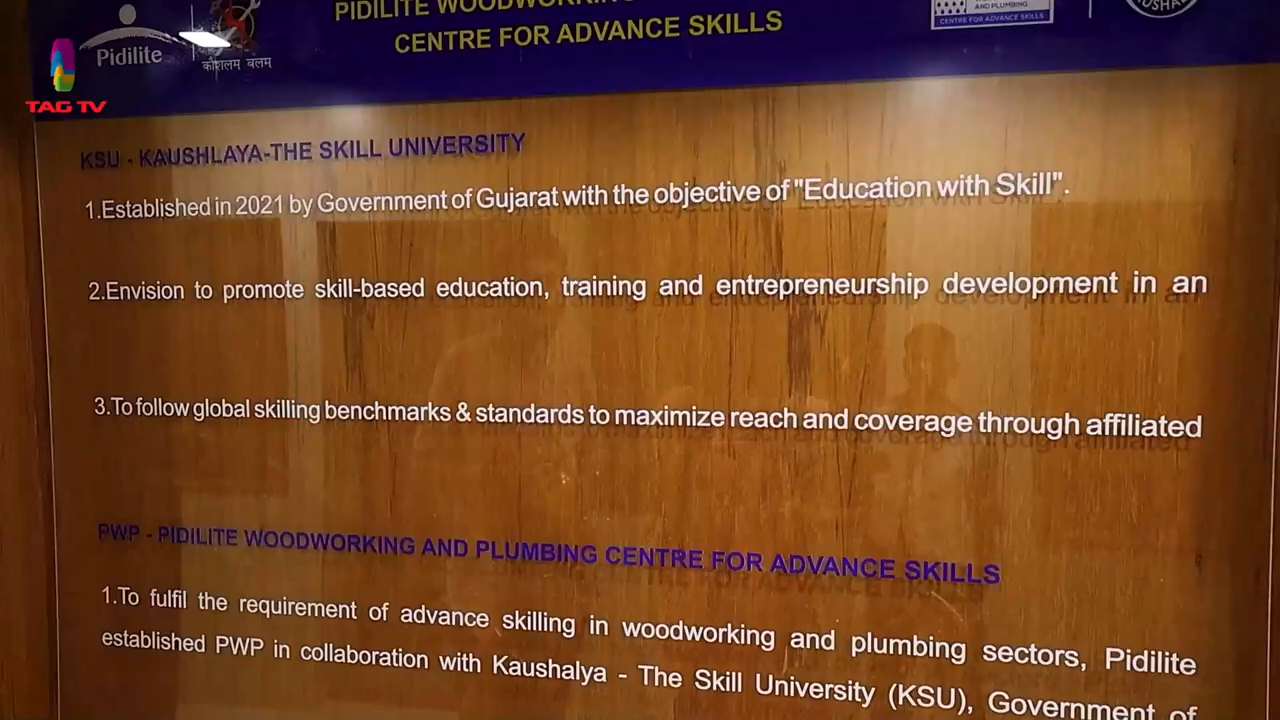 PIDILITE WOODWORKING
CENTRE FOR ADVANCE SKILLS
Pidilite
कौशलम् बलम्
TAG TV
AND PLUMBING
CENTRE FOR ADVANCE SKILLS
KSU - KAUSHLAYA-THE SKILL UNIVERSITY
1.Established in 2021 by Government of Gujarat with the objective of "Education with Skill".
2.Envision to promote skill-based education, training and entrepreneurship development in an
3.To follow global skilling benchmarks & standards to maximize reach and coverage through affiliated
PWP - PIDILITE WOODWORKING AND PLUMBING CENTRE FOR ADVANCE SKILLS
1.To fulfil the requirement of advance skilling in woodworking and plumbing sectors, Pidilite
established PWP in collaboration with Kaushalya - The Skill University (KSU), Government of